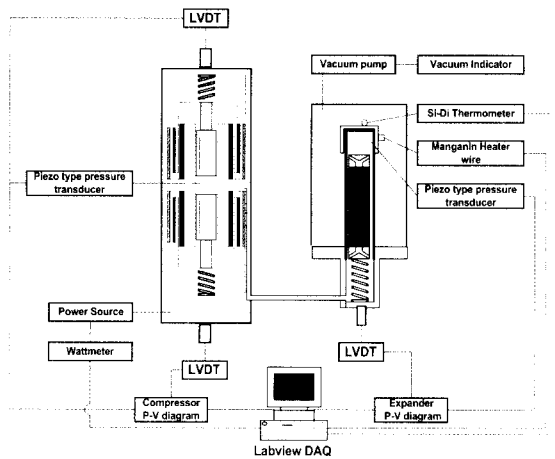 LVDT
Vacuum pump
Vacuum Indicator
Si-Di Thermometer
Manganin Heater
wire
Piezo type pressure
transducer
Piezo type pressure
transducer
Power Source
Wattmeter
LVDT
LVDT
Compressor
P-V diagram
Expander
P-V diagram
Labview DAQ